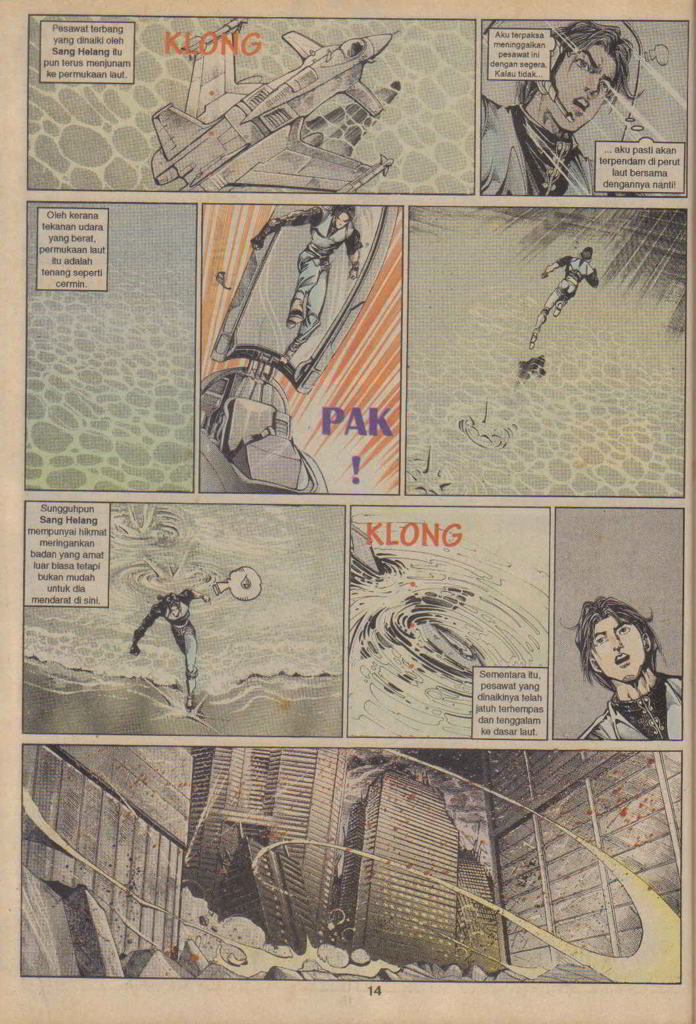 Pesawat terbang
yang dinaiki oleh
Sang Helang itu
pun terus menjunam
ke permukaan laut.
KLONG
Aku terpaksa
meninggalkan
pesawat ini
dengan segera.
Kalau tidak...
... aku pasti akan
terpendam di perut
laut bersama
dengannya nanti!
Oleh kerana
tekanan udara
yang berat,
permukaan laut
itu adalah
tenang seperti
cermin.
PAK
!
Sungguhpun
Sang Helang
mempunyai hikmat
meringankan
badan yang amat
luar biasa tetapi
bukan mudah
untuk dia
mendarat di sini.
KLONG
Sementara itu,
pesawat yang
dinaikinya telah
jatuh terhempas
dan tenggalam
ke dasar laut.
14